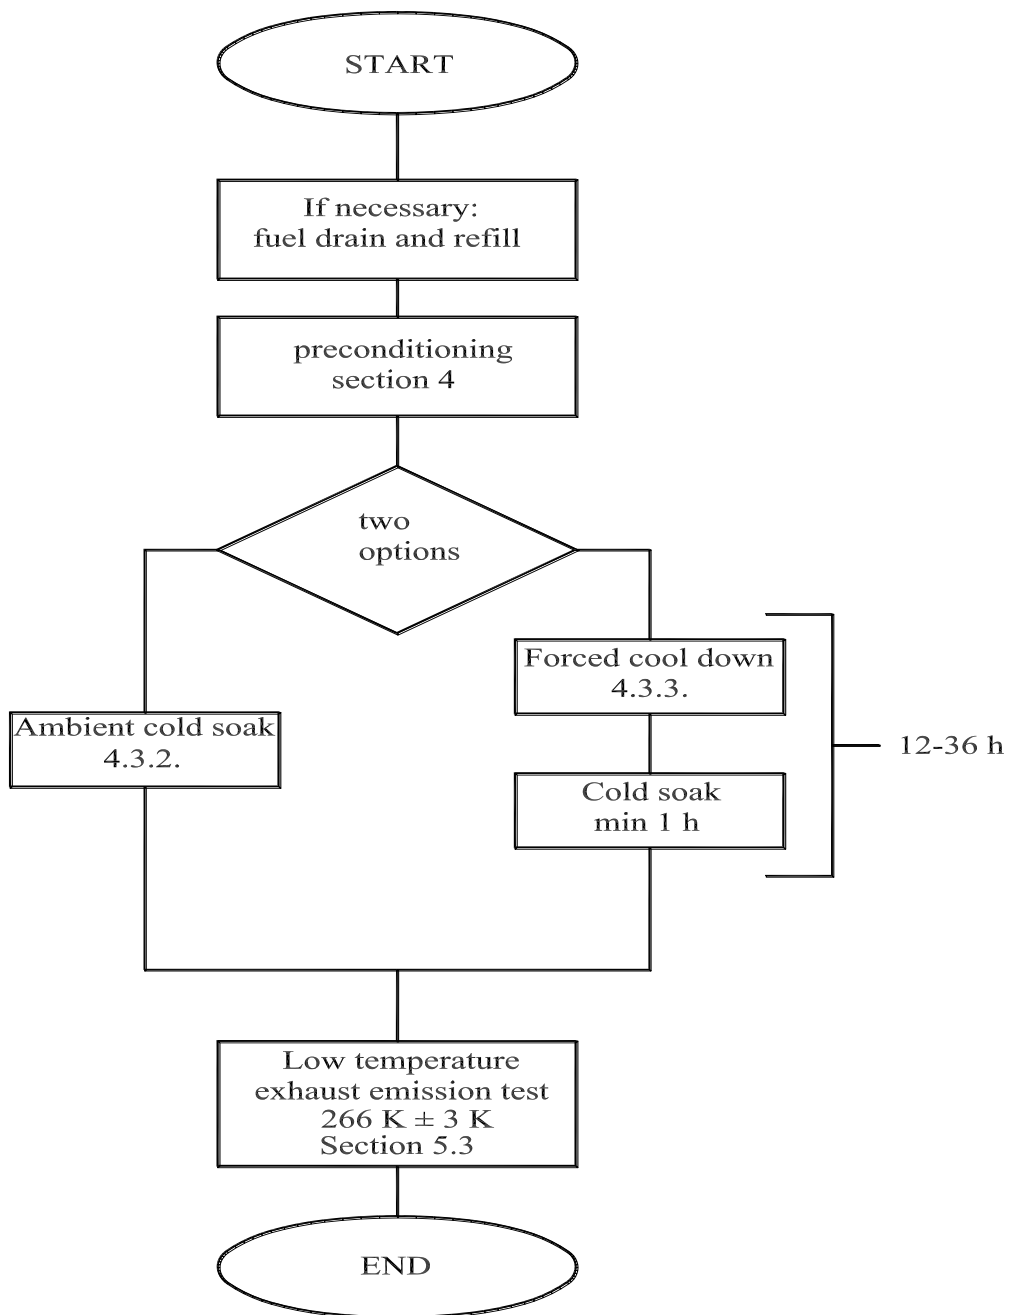 START
If necessary:
fuel drain and refill
preconditioning
section 4
two
options
Forced cool down
4.3.3.
Ambient cold soak
4.3.2.
12-36 h
Cold soak
min 1 h
Low temperature
exhaust emission test
266 K ± 3 K
Section 5.3
END